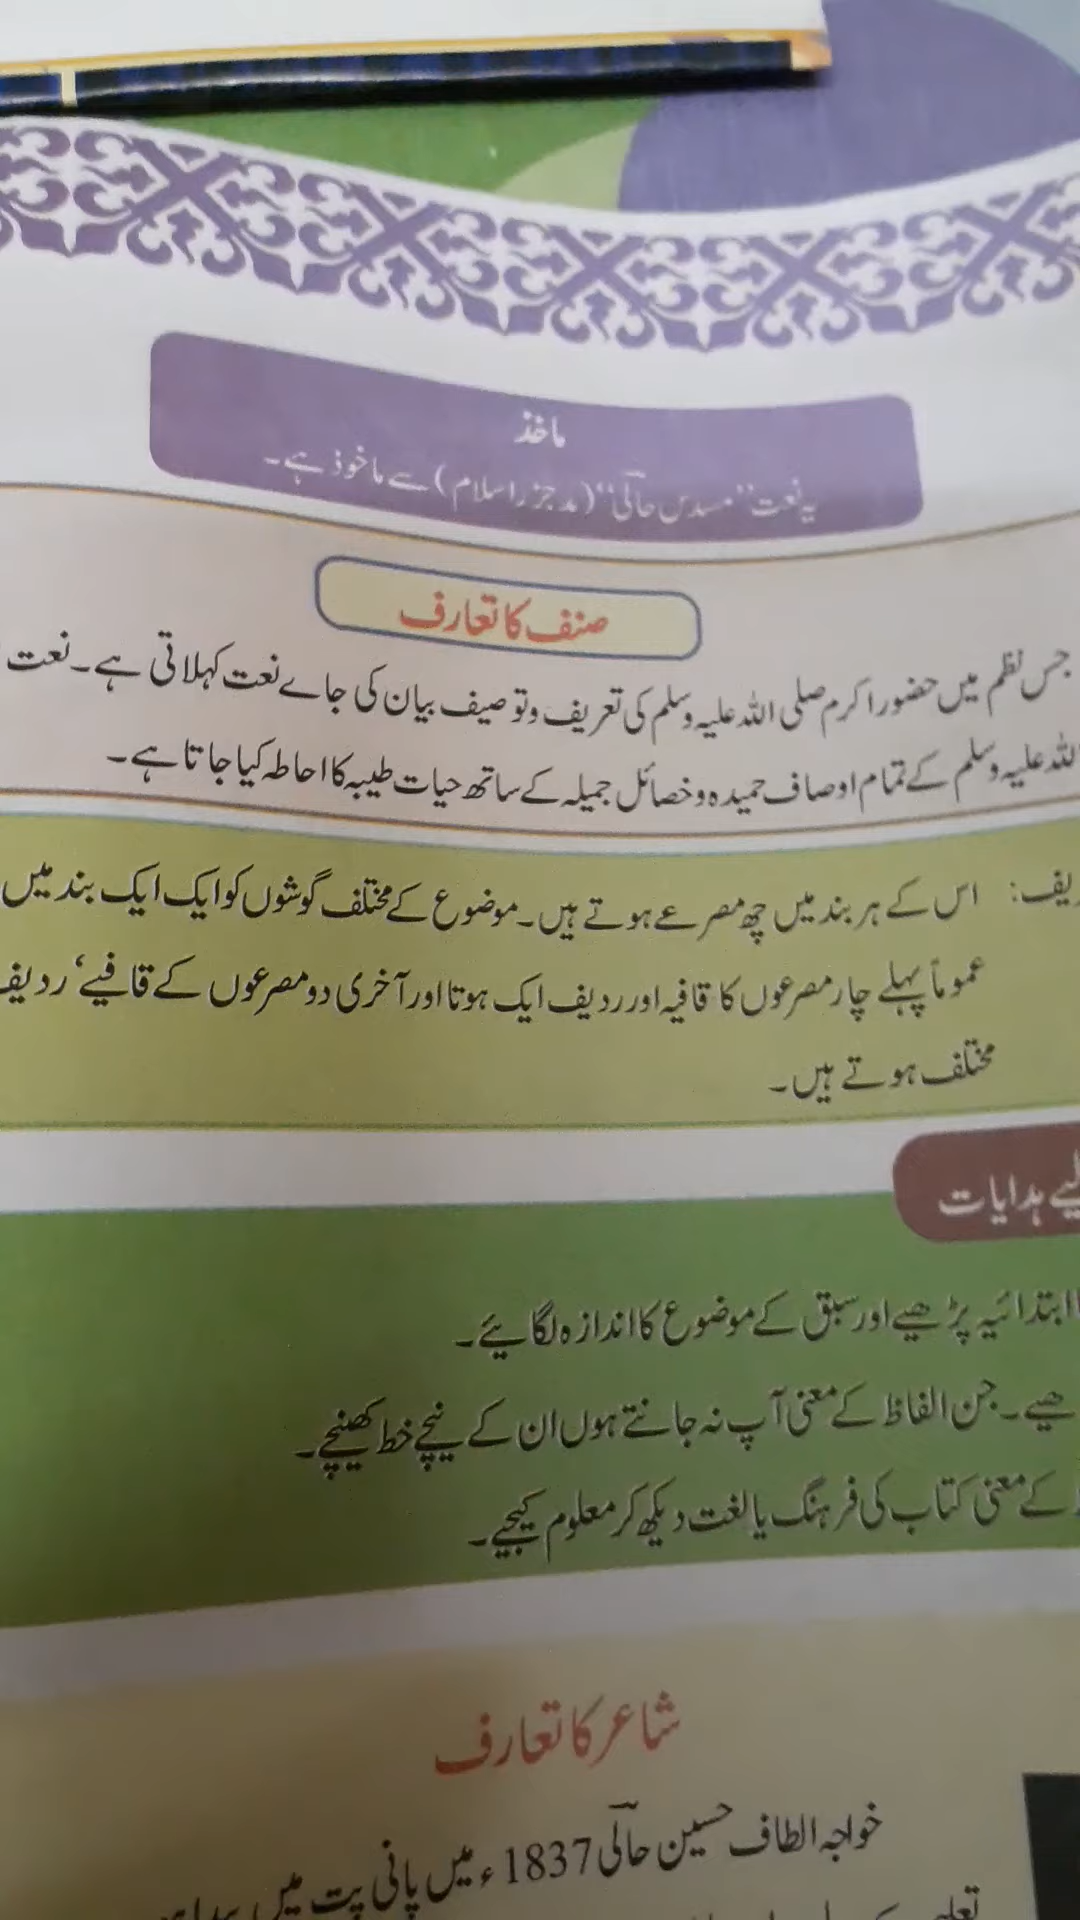 ماخذ
یہ نعت "مسدس حالیؔ" (مد جزر اسلام) سے ماخوذ ہے۔
صنف کا تعارف
جس نظم میں حضور اکرم صلی اللہ علیہ وسلم کی تعریف و توصیف بیان کی جاے نعت کہلاتی ہے۔ نعت
اللہ علیہ وسلم کے تمام اوصاف حمیدہ و خصائل جمیلہ کے ساتھ حیات طیبہ کا احاطہ کیا جاتا ہے۔
ریف: اس کے ہر بند میں چھ مصرعے ہوتے ہیں۔ موضوع کے مختلف گوشوں کو ایک ایک بند میں
عموماً پہلے چار مصرعوں کا قافیہ اور ردیف ایک ہوتا اور آخری دو مصرعوں کے قافیے، ردیف
مختلف ہوتے ہیں۔
لیے ہدایات
ابتدائیہ پڑھیے اور سبق کے موضوع کا اندازہ لگائیے۔
ھیے۔ جن الفاظ کے معنی آپ نہ جانتے ہوں ان کے نیچے خط کھینچیے۔
کے معنی کتاب کی فرہنگ یا لغت دیکھ کر معلوم کیجیے۔
شاعر کا تعارف
خواجہ الطاف حسین حالیؔ 1837ء میں پانی پت میں